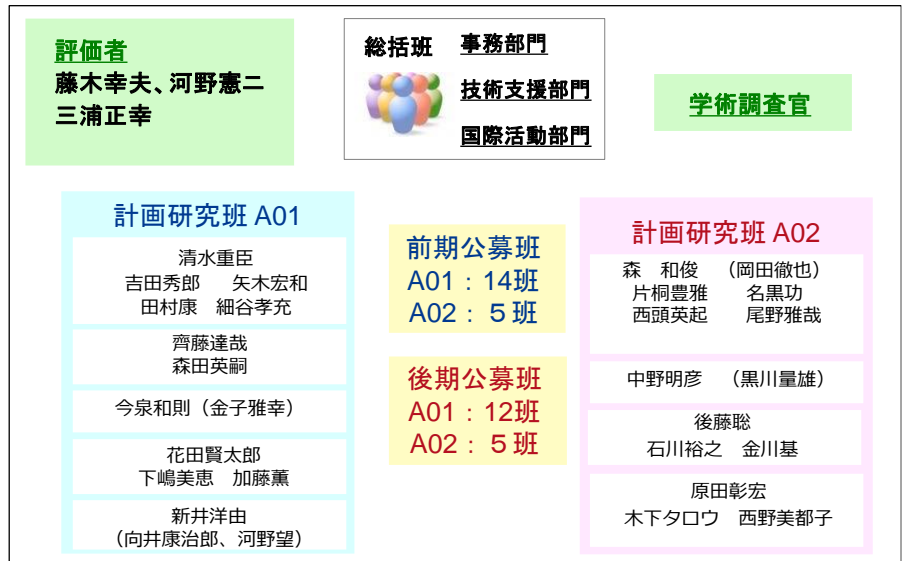 評価者
藤木幸夫、河野憲二
三浦正幸
総括班
事務部門
技術支援部門
国際活動部門
学術調査官
計画研究班 A01
清水重臣
吉田秀郎 矢木宏和
田村康 細谷孝充
齊藤達哉
森田英嗣
今泉和則（金子雅幸）
花田賢太郎
下嶋美恵 加藤薫
新井洋由
（向井康治郎、河野望）
前期公募班
A01：14班
A02：５班
後期公募班
A01：12班
A02：５班
計画研究班 A02
森 和俊 （岡田徹也）
片桐豊雅 名黒功
西頭英起 尾野雅哉
中野明彦 （黒川量雄）
後藤聡
石川裕之 金川基
原田彰宏
木下タロウ 西野美都子